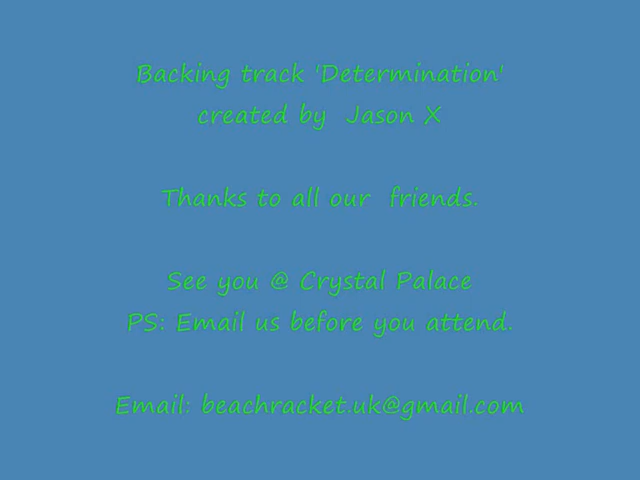 Backing track 'Determination'
created by Jason X
Thanks to all our friends.
See you @ Crystal Palace
PS: Email us before you attend.
Email: beachracket.uk@gmail.com